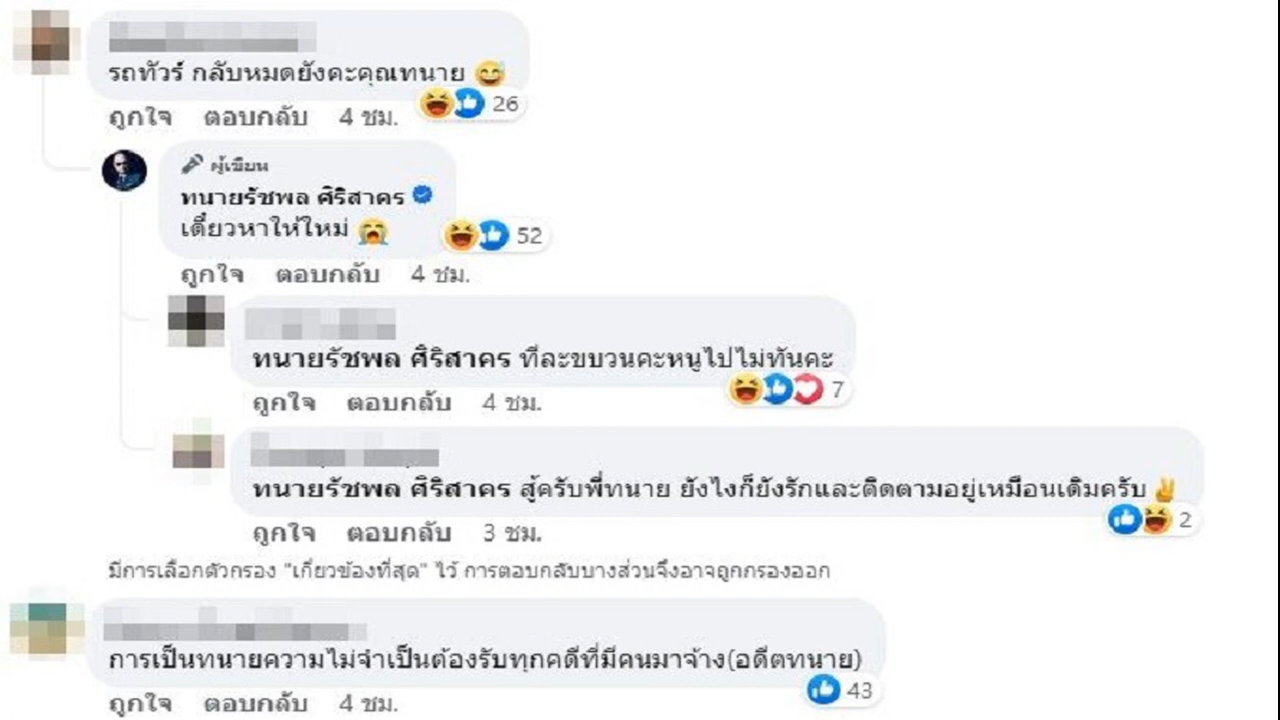 รถทัวร์ กลับหมดยังคะคุณทนาย 😅
26
ถูกใจ ตอบกลับ 4 ชม.
ผู้เขียน
ทนายรัชพล ศิริสาคร
เดี๋ยวหาให้ใหม่ 😭
52
ถูกใจ ตอบกลับ 4 ชม.
ทนายรัชพล ศิริสาคร ทีละขบวนคะหนูไปไม่ทันคะ
7
ถูกใจ ตอบกลับ 4 ชม.
ทนายรัชพล ศิริสาคร สู้ครับพี่ทนาย ยังไงก็ยังรักและติดตามอยู่เหมือนเดิมครับ ✌️
2
ถูกใจ ตอบกลับ 3 ชม.
มีการเลือกตัวกรอง "เกี่ยวข้องที่สุด" ไว้ การตอบกลับบางส่วนจึงอาจถูกกรองออก
การเป็นทนายความไม่จำเป็นต้องรับทุกคดีที่มีคนมาจ้าง(อดีตทนาย)
43
ถูกใจ ตอบกลับ 4 ชม.